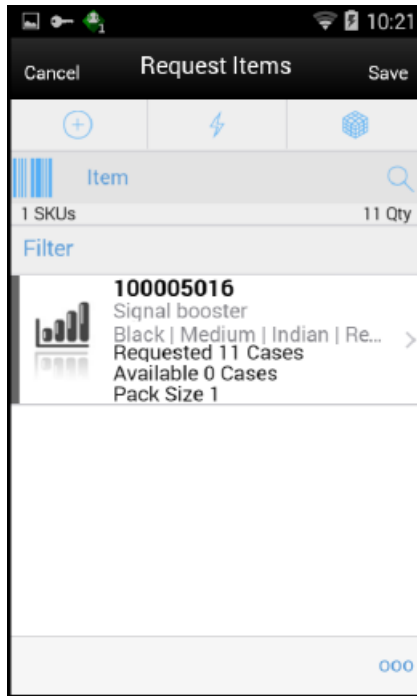 1 10:21
Cancel Request Items Save
Item
1 SKUs 11 Qty
Filter
100005016
Signal booster
Black | Medium | Indian | Re...
Requested 11 Cases
Available 0 Cases
Pack Size 1